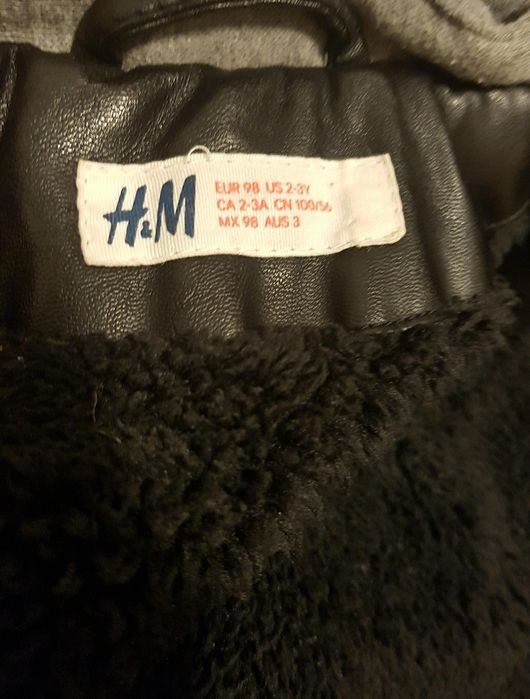 H&M
EUR 98 US 2-3Y
CA 2-3A CN 100/56
MX 98 AUS 3